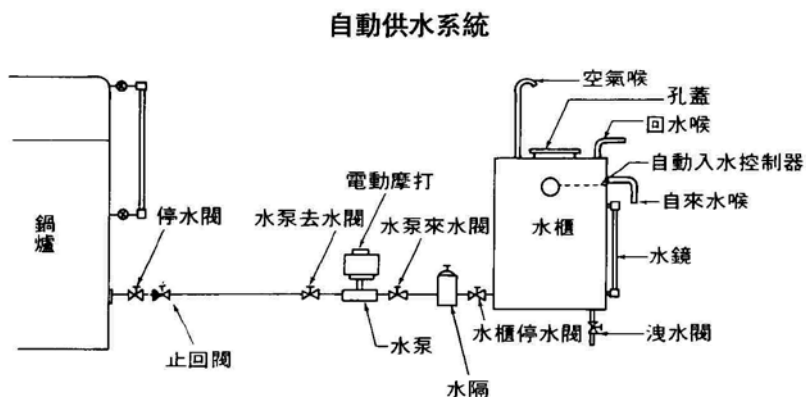 自動供水系統
空氣喉
孔蓋
回水喉
自動入水控制器
自來水喉
電動摩打
水泵去水閥
水泵來水閥
停水閥
鍋爐
水櫃
水鏡
止回閥
水泵
水隔
水櫃停水閥
洩水閥